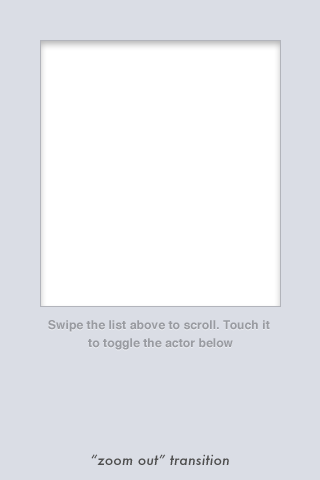 Swipe the list above to scroll. Touch it
to toggle the actor below
“zoom out” transition